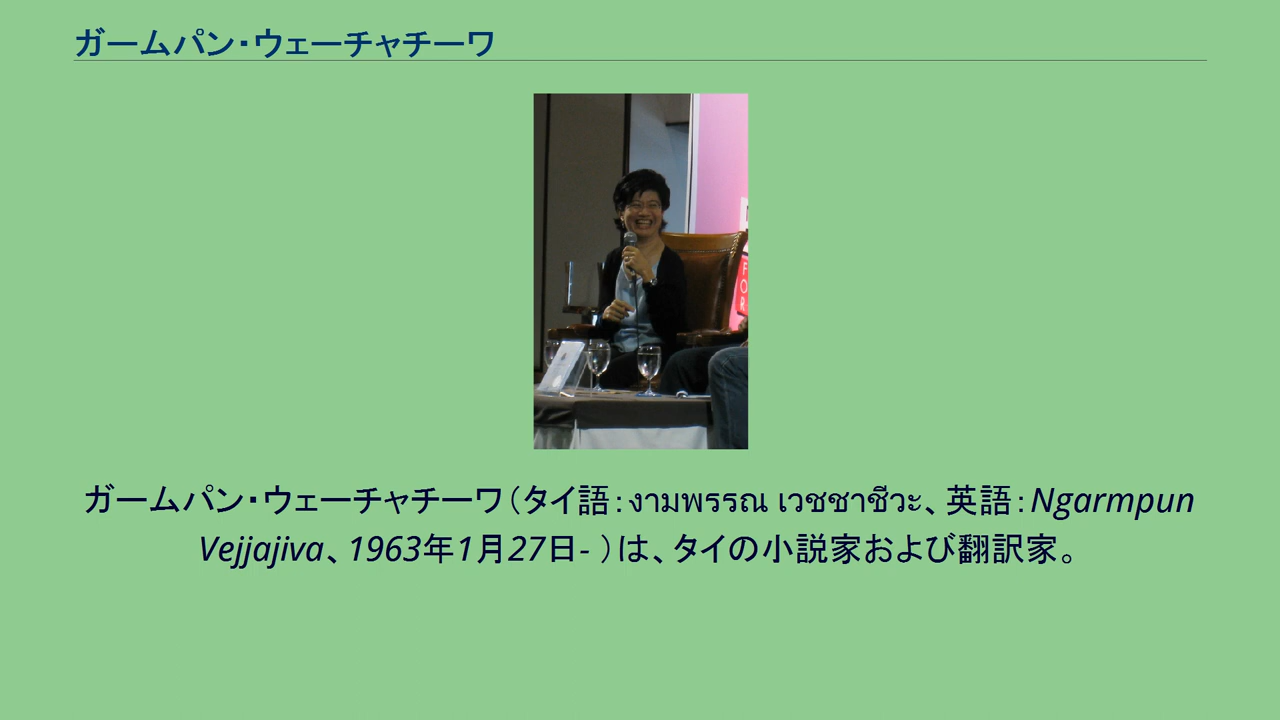 ガームパン・ウェーチャチーワ
F
O
R
ガームパン・ウェーチャチーワ（タイ語：งามพรรณ เวชชาชีวะ、英語：Ngarmpun
Vejjajiva、1963年1月27日- ）は、タイの小説家および翻訳家。